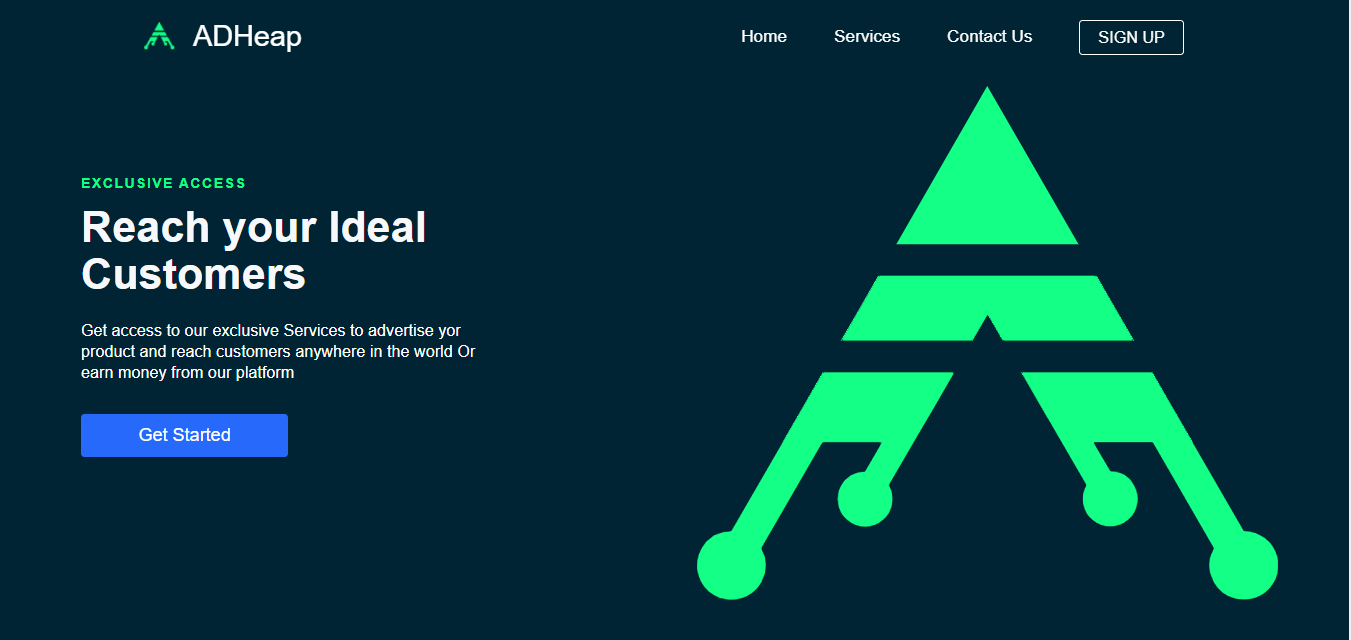 ADHeap
Home
Services
Contact Us
SIGN UP
EXCLUSIVE ACCESS
Reach your Ideal
Customers
Get access to our exclusive Services to advertise yor
product and reach customers anywhere in the world Or
earn money from our platform
Get Started